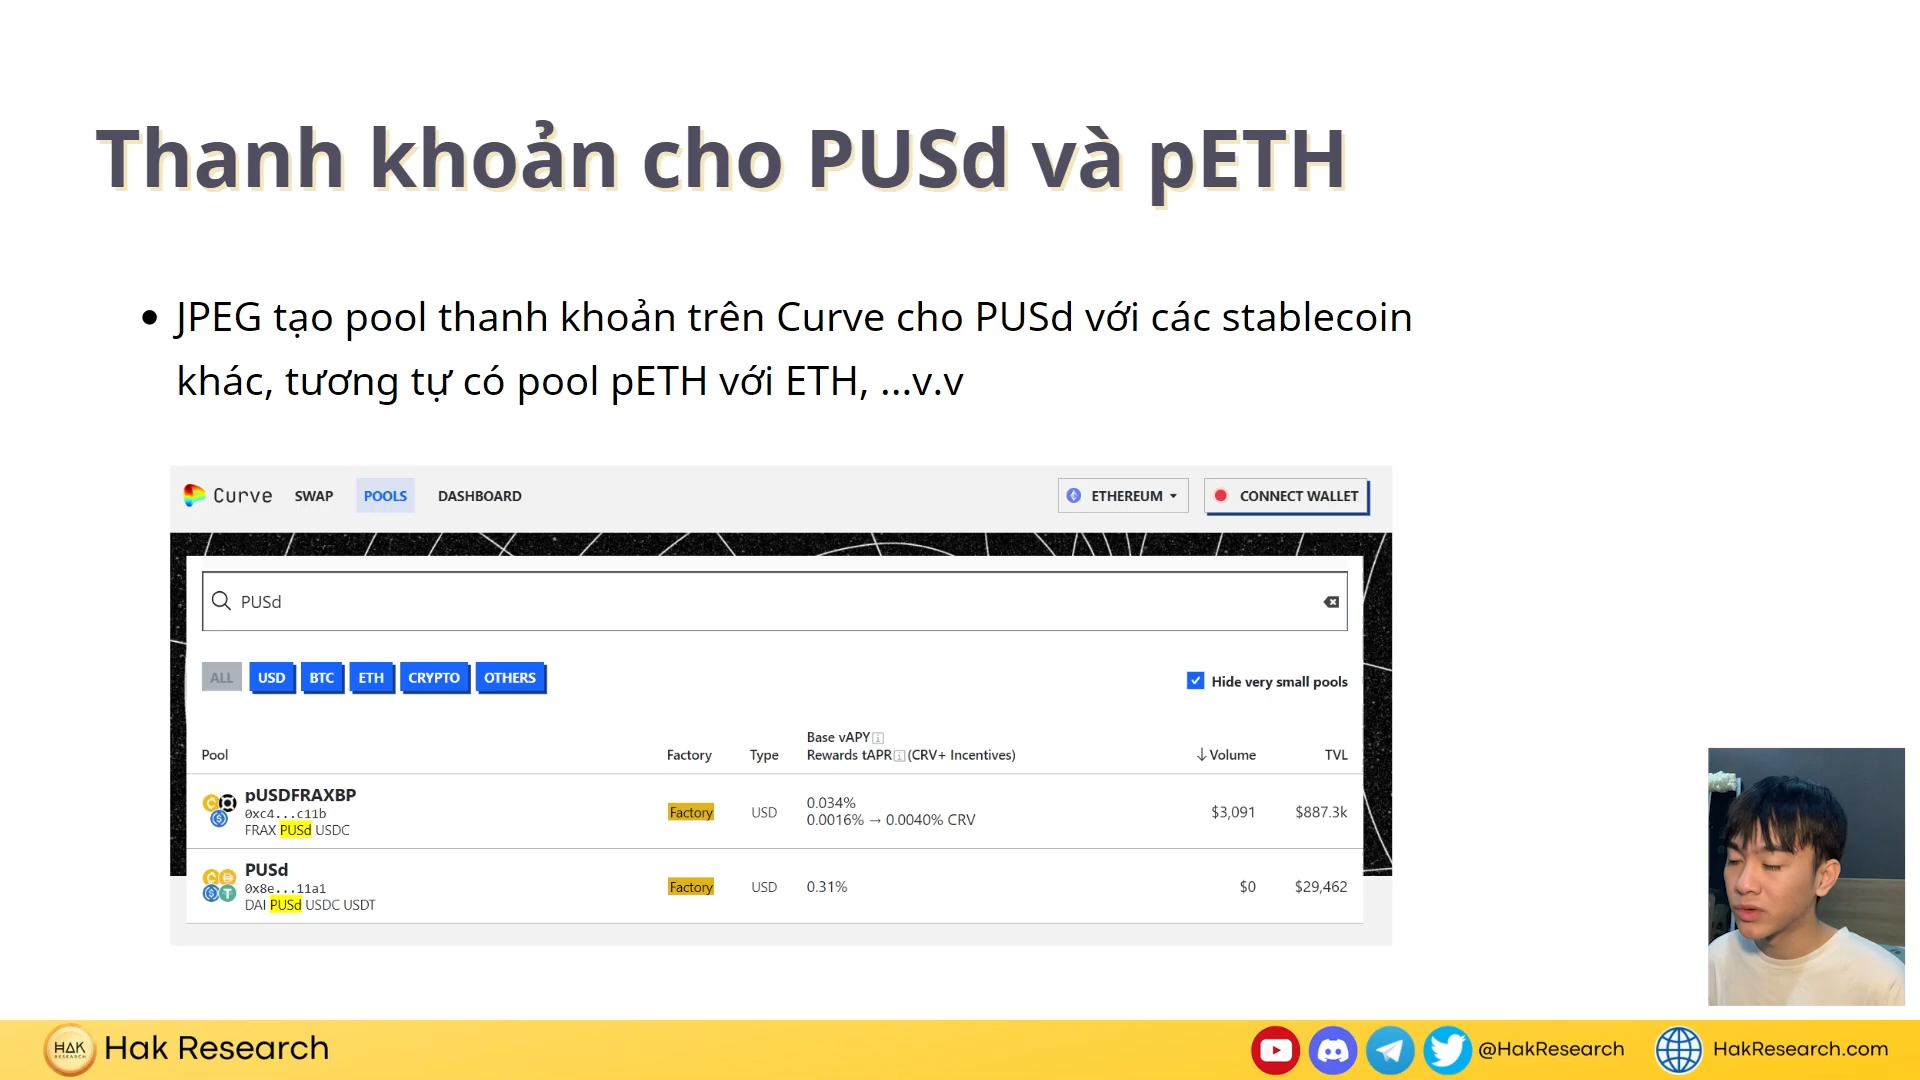 Thanh khoản cho PUSd và pETH
• JPEG tạo pool thanh khoản trên Curve cho PUSd với các stablecoin
khác, tương tự có pool pETH với ETH, ...v.v
Curve SWAP POOLS DASHBOARD ETHEREUM CONNECT WALLET
PUSd
ALL USD BTC ETH CRYPTO OTHERS Hide very small pools
Base vAPY
Pool Factory Type Rewards tAPR (CRV+ Incentives) ↓Volume TVL
pUSDFRAXBP
0xc4...c11b
FRAX PUSd USDC
Factory USD
0.034%
0.0016% → 0.0040% CRV
$3,091 $887.3k
PUSd
0x8e...11a1
DAI PUSd USDC USDT
Factory USD 0.31% $0 $29,462
HAK RESEARCH
Hak Research @HakResearch HakResearch.com